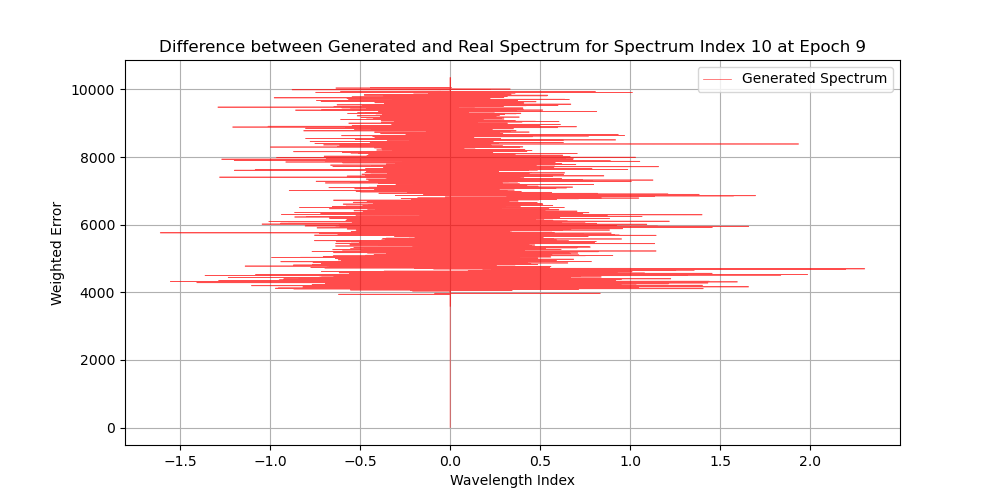 Difference between Generated and Real Spectrum for Spectrum Index 10 at Epoch 9
Generated Spectrum
10000
8000
6000
4000
2000
0
Weighted Error
−1.5 −1.0 −0.5 0.0 0.5 1.0 1.5 2.0
Wavelength Index